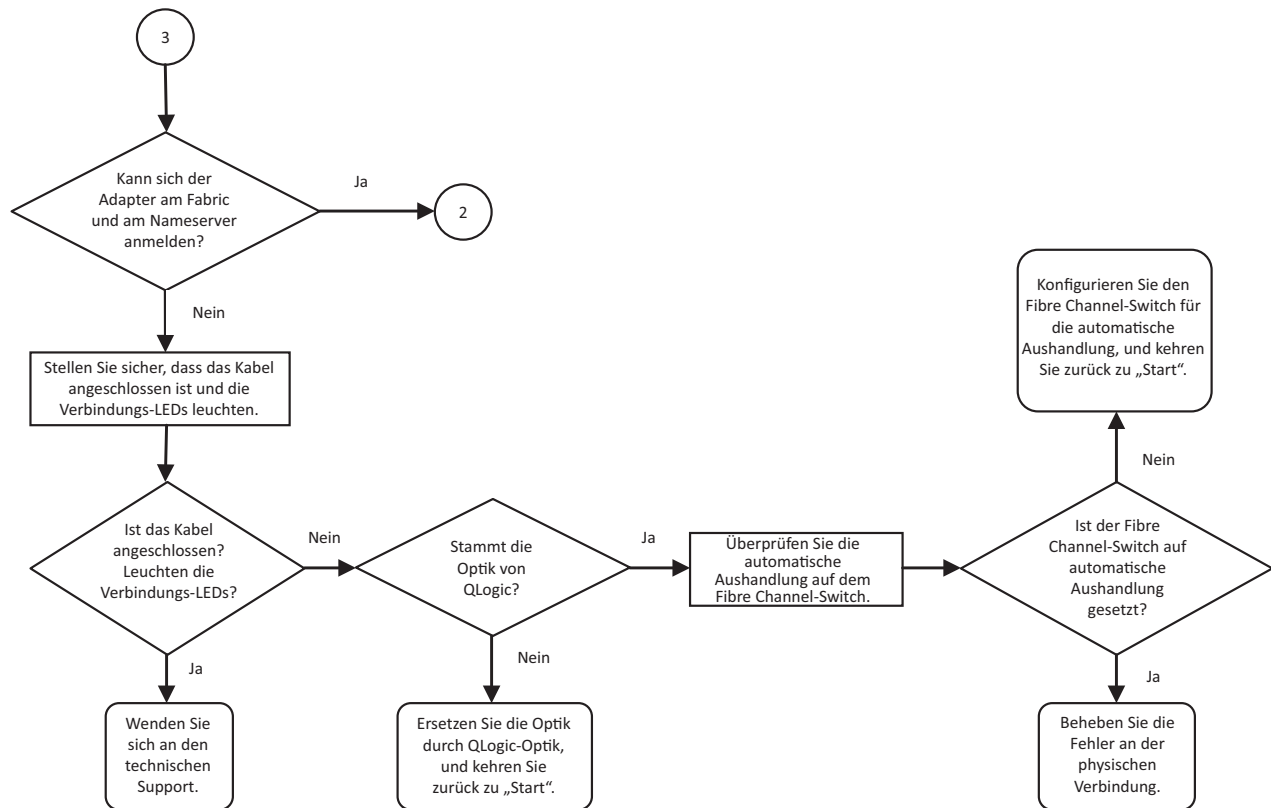 3
Kann sich der
Adapter am Fabric
und am Nameserver
anmelden?
Ja
2
Nein
Stellen Sie sicher, dass das Kabel
angeschlossen ist und die
Verbindungs-LEDs leuchten.
Ist das Kabel
angeschlossen?
Leuchten die
Verbindungs-LEDs?
Nein
Ja
Wenden Sie
sich an den
technischen
Support.
Stammt die
Optik von
QLogic?
Ja
Nein
Ersetzen Sie die Optik
durch QLogic-Optik,
und kehren Sie
zurück zu „Start“.
Überprüfen Sie die
automatische
Aushandlung auf dem
Fibre Channel-Switch.
Ist der Fibre
Channel-Switch auf
automatische
Aushandlung
gesetzt?
Nein
Konfigurieren Sie den
Fibre Channel-Switch für
die automatische
Aushandlung, und kehren
Sie zurück zu „Start“.
Ja
Beheben Sie die
Fehler an der
physischen
Verbindung.